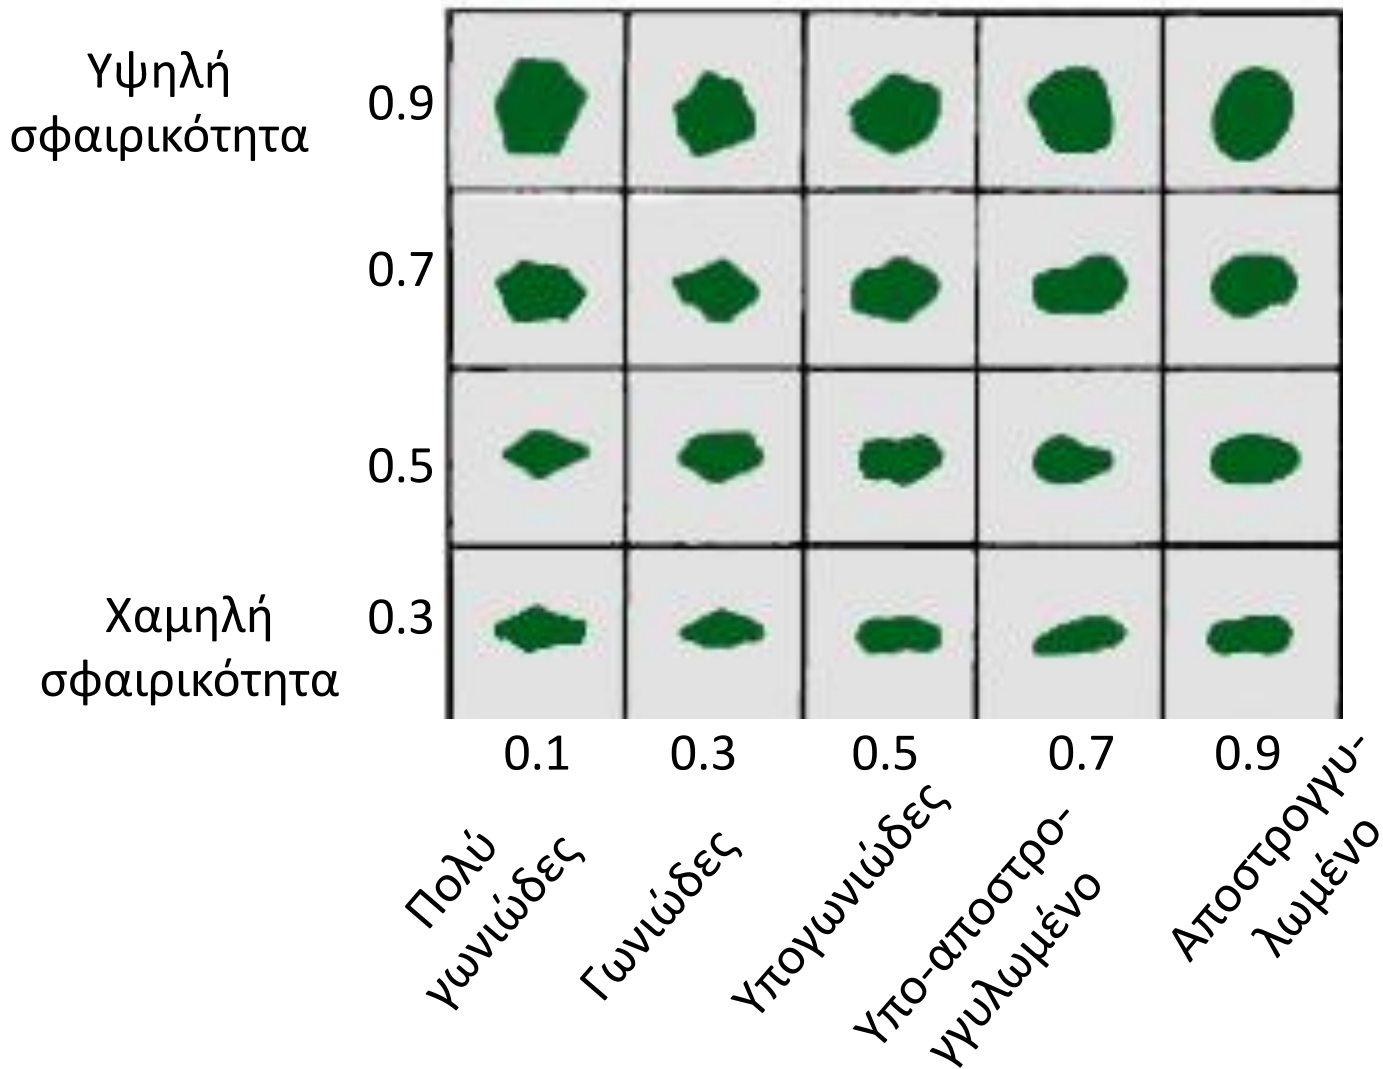 Υψηλή
σφαιρικότητα
0.9
0.7
0.5
Χαμηλή
σφαιρικότητα
0.3
0.1
0.3
0.5
0.7
0.9
Πολύ
γωνιώδες
Γωνιώδες
Υπογωνιώδες
Υπο-αποστρο-
γγυλωμένο
Αποστρογγυ-
λωμένο